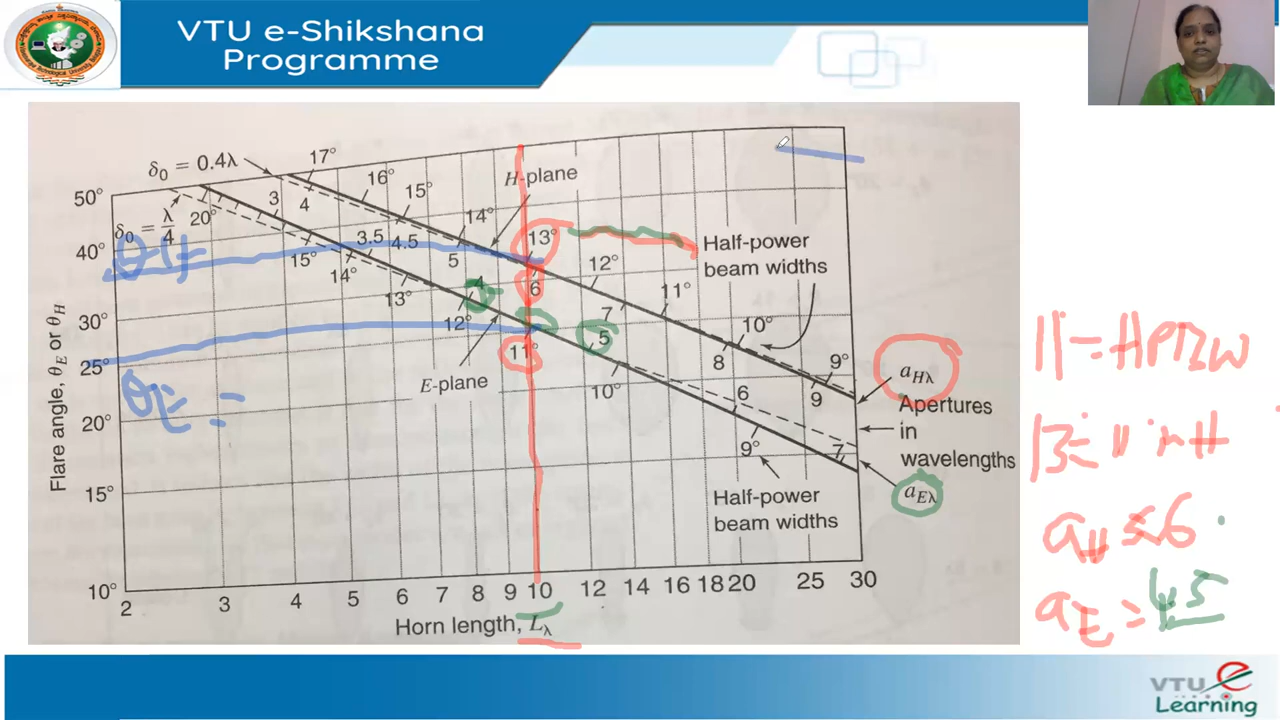 VTU e-Shikshana
Programme
δ₀ = 0.4λ
17°
16°
15°
14°
H-plane
13°
12°
11°
10°
9°
Half-power
beam widths
50°
40°
30°
25°
20°
15°
10°
Flare angle, θE or θH
δ₀ = λ/4
20°
15°
14°
13°
12°
11°
10°
9°
3
3.5
4
5
6
7
4
4.5
5
6
7
8
9
E-plane
aHλ
Apertures
in
wavelengths
aEλ
Half-power
beam widths
2
3
4
5
6
7
8
9
10
12
14
16
18
20
25
30
Horn length, Lλ
θH=
θE =
11-= HPBW
13= 11 in H
aH ≤ 6
aE = 4.5
VTU e
Learning